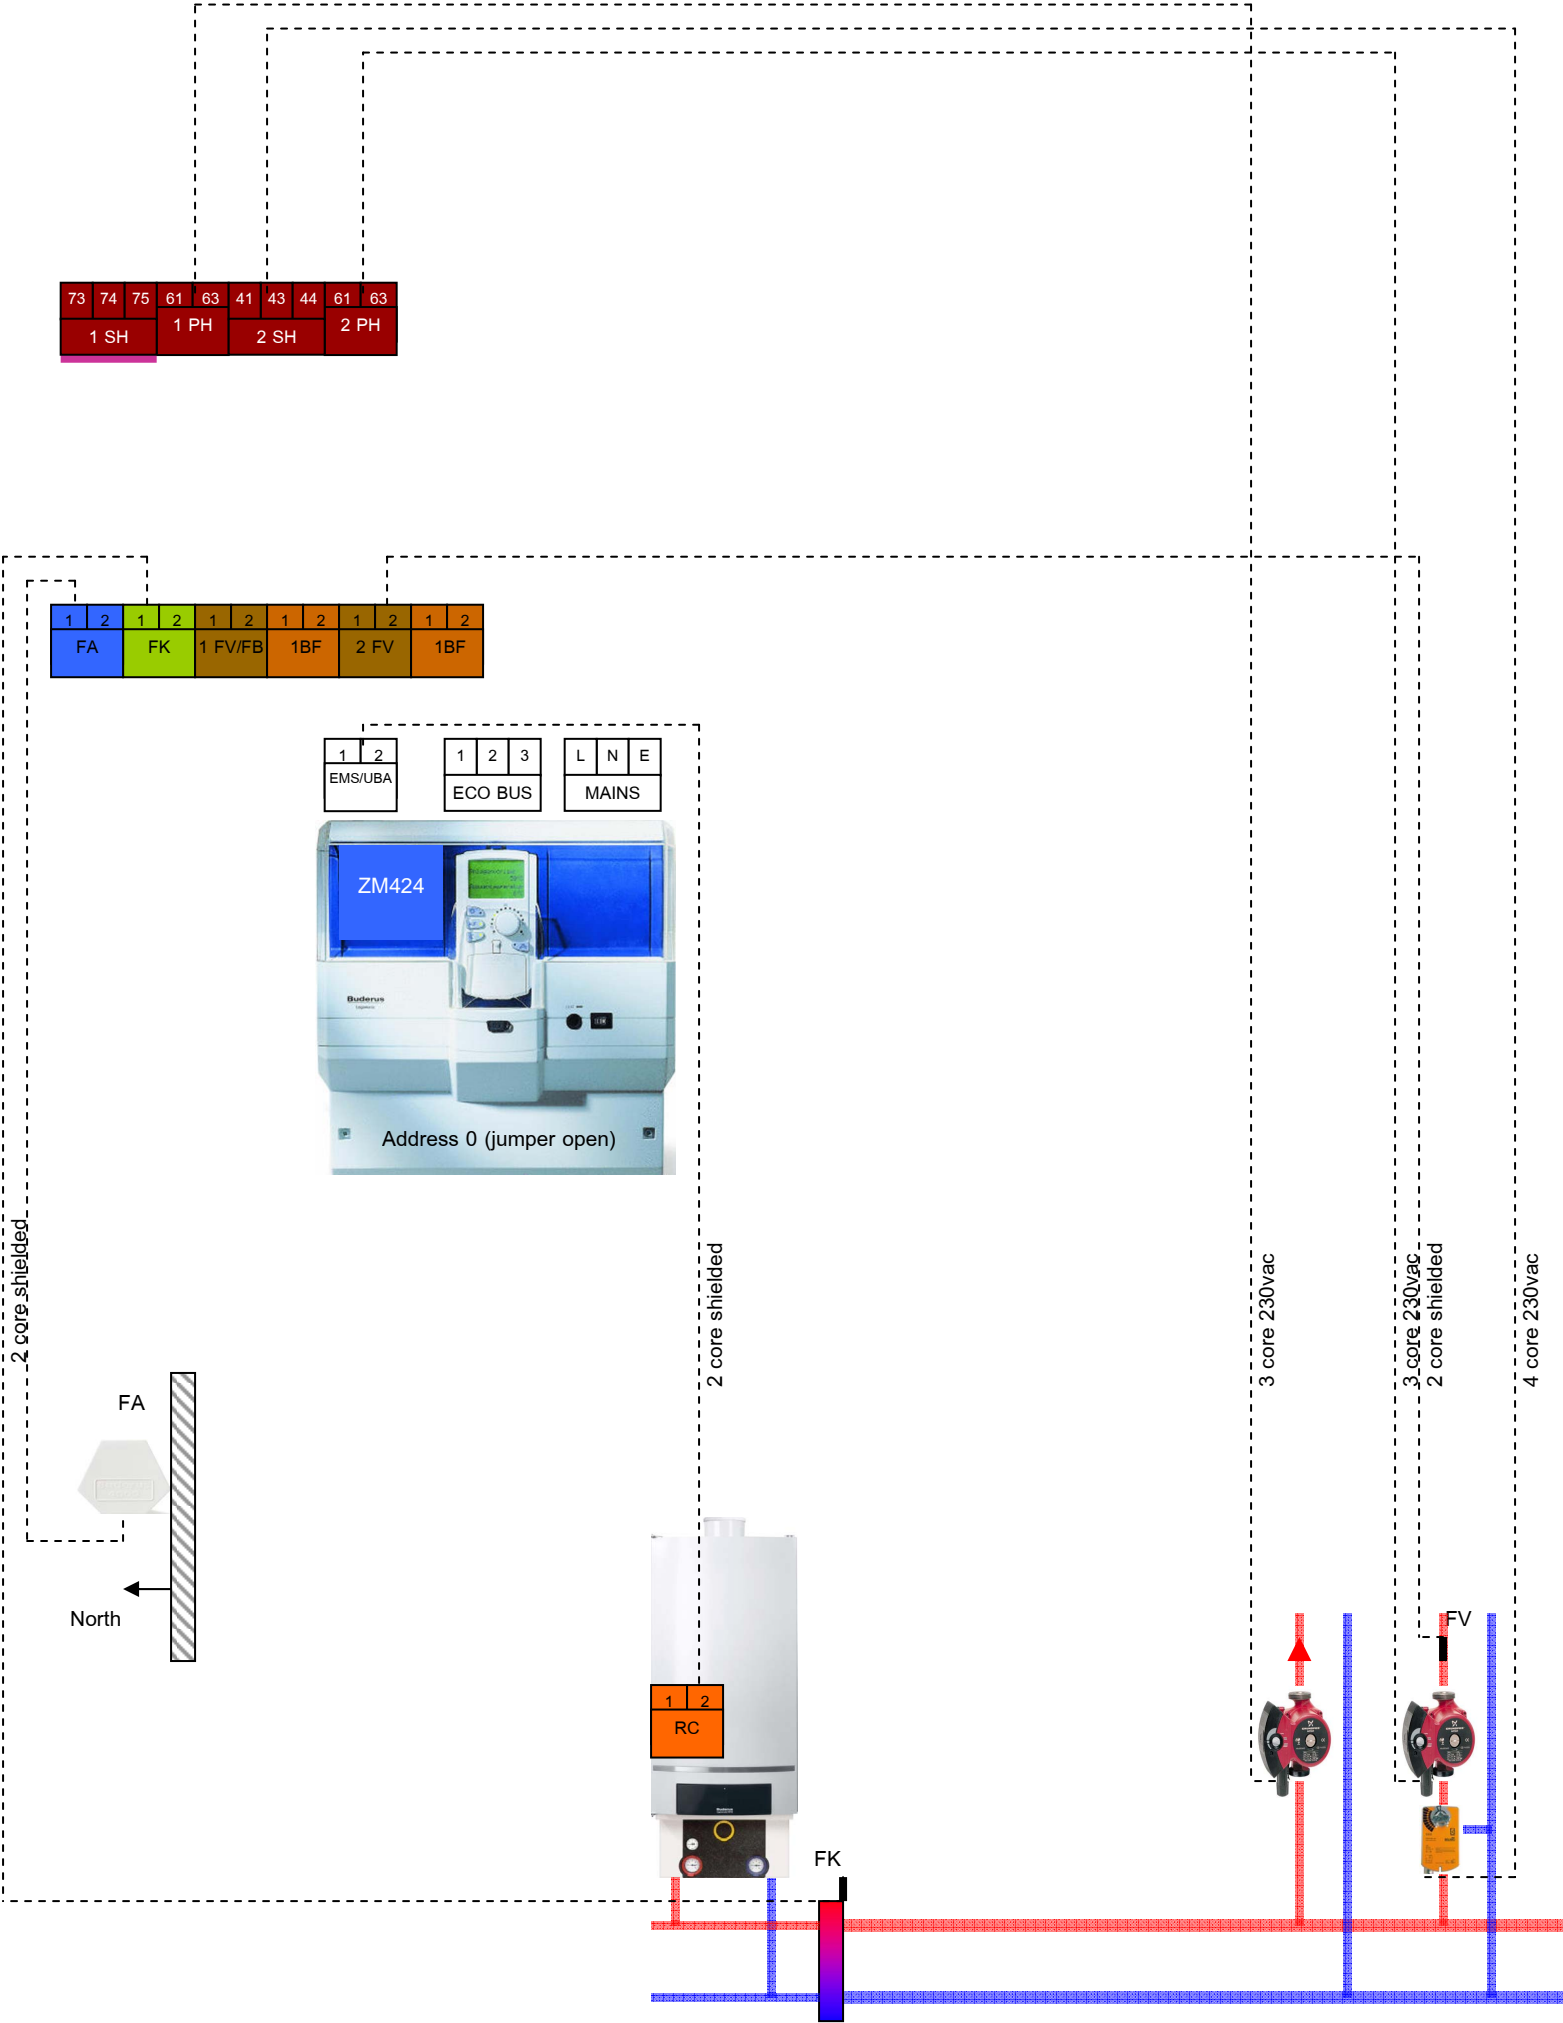 73 74 75 61 63 41 43 44 61 63
1 SH 1 PH 2 SH 2 PH
1 2 1 2 1 2 1 2 1 2 1 2
FA FK 1 FV/FB 1BF 2 FV 1BF
1 2 1 2 3 L N E
EMS/UBA ECO BUS MAINS
ZM424
Buderus
Address 0 (jumper open)
2 core shielded
2 core shielded
3 core 230vac
3 core 230vac
2 core shielded
4 core 230vac
FA
North
FV
1 2
RC
Buderus
FK